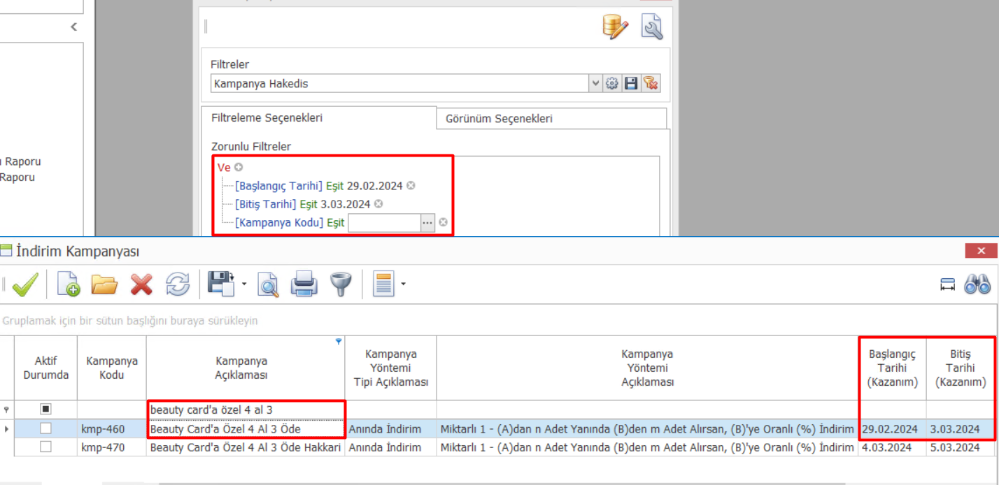 Filtreler
Kampanya Hakedis
Filtreleme Seçenekleri
Görünüm Seçenekleri
Zorunlu Filtreler
Raporu
Raporu
Ve
[Başlangıç Tarihi] Eşit 29.02.2024
[Bitiş Tarihi] Eşit 3.03.2024
[Kampanya Kodu] Eşit
İndirim Kampanyası
Gruplamak için bir sütun başlığını buraya sürükleyin
Aktif Durumda
Kampanya Kodu
Kampanya Açıklaması
Kampanya Yöntemi Tipi Açıklaması
Kampanya Yöntemi Açıklaması
Başlangıç Tarihi (Kazanım)
Bitiş Tarihi (Kazanım)
beauty card'a özel 4 al 3
kmp-460 Beauty Card'a Özel 4 Al 3 Öde Anında İndirim Miktarlı 1 - (A)dan n Adet Yanında (B)den m Adet Alırsan, (B)'ye Oranlı (%) İndirim 29.02.2024 3.03.2024
kmp-470 Beauty Card'a Özel 4 Al 3 Öde Hakkari Anında İndirim Miktarlı 1 - (A)dan n Adet Yanında (B)den m Adet Alırsan, (B)'ye Oranlı (%) İndirim 4.03.2024 5.03.2024